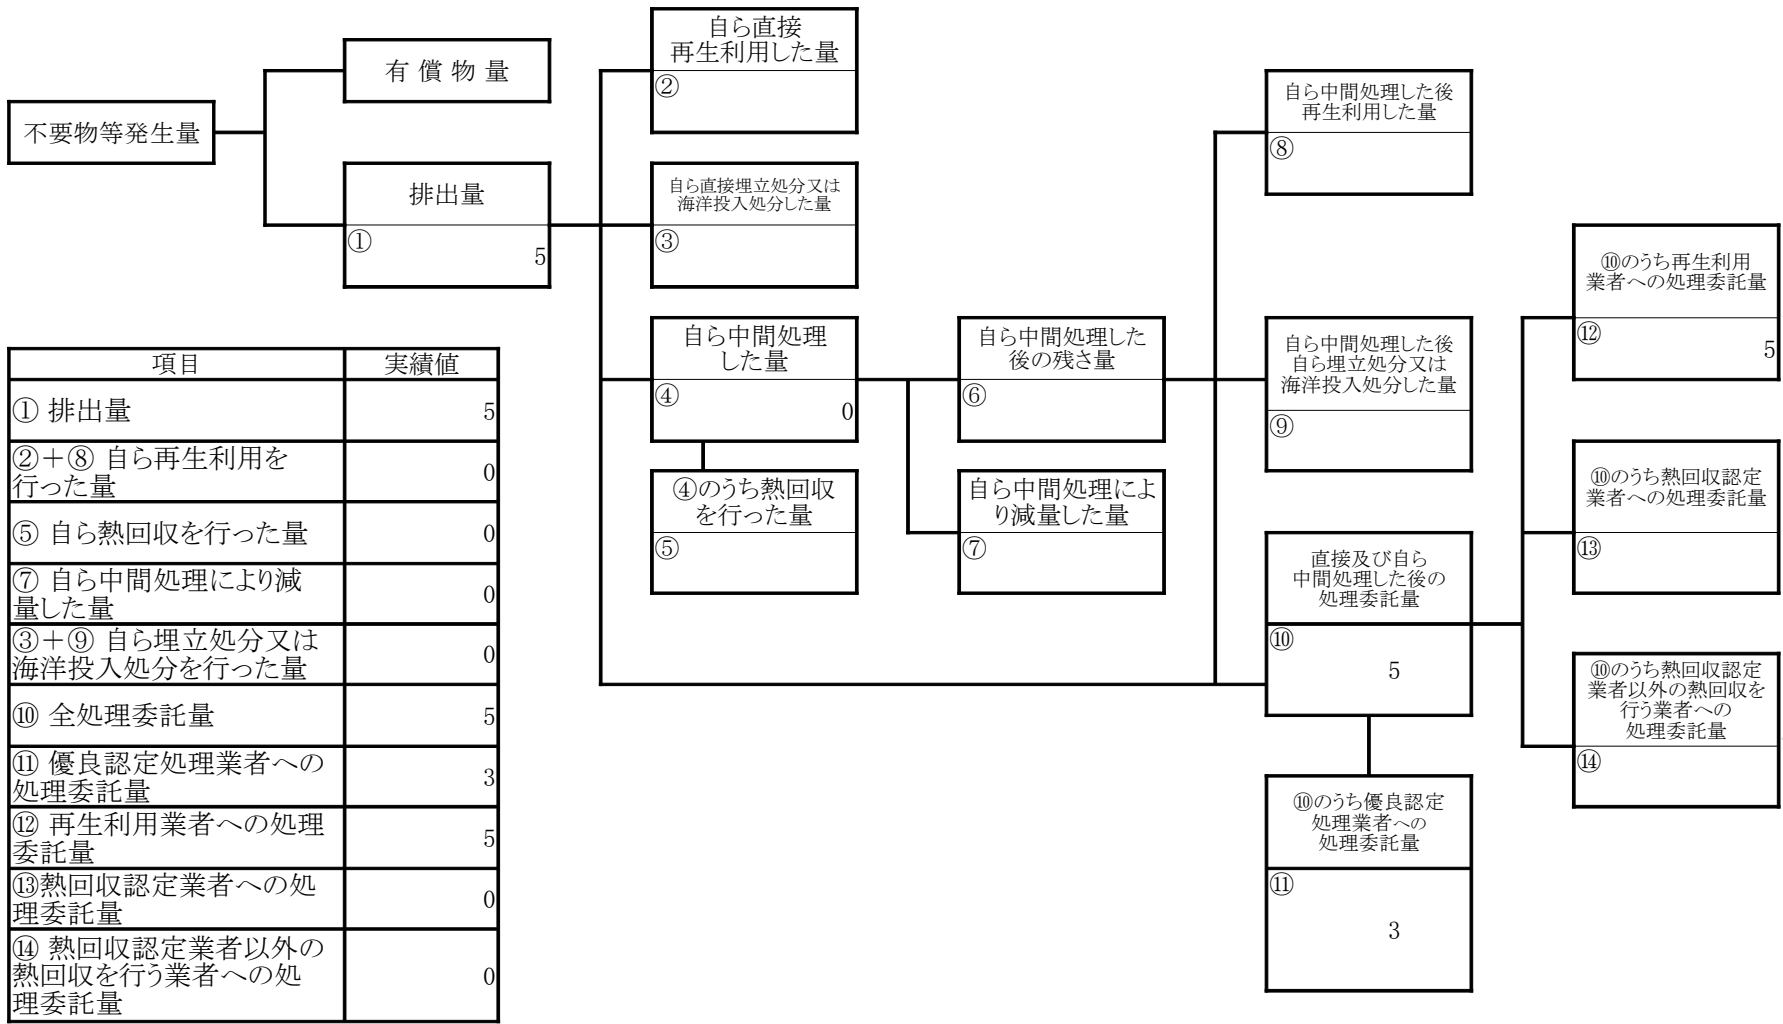 自ら直接
再生利用した量
②
有 償 物 量
不要物等発生量
排出量
①
5
自ら直接埋立処分又は
海洋投入処分した量
③
自ら中間処理した後
再生利用した量
⑧
⑩のうち再生利用
業者への処理委託量
⑫
5
自ら中間処理
した量
④
0
自ら中間処理した
後の残さ量
⑥
自ら中間処理した後
自ら埋立処分又は
海洋投入処分した量
⑨
④のうち熱回収
を行った量
⑤
自ら中間処理によ
り減量した量
⑦
⑩のうち熱回収認定
業者への処理委託量
⑬
直接及び自ら
中間処理した後の
処理委託量
⑩
5
⑩のうち熱回収認定
業者以外の熱回収を
行う業者への
処理委託量
⑭
⑩のうち優良認定
処理業者への
処理委託量
⑪
3
項目 実績値
① 排出量 5
②+⑧ 自ら再生利用を
行った量 0
⑤ 自ら熱回収を行った量 0
⑦ 自ら中間処理により減
量した量 0
③+⑨ 自ら埋立処分又は
海洋投入処分を行った量 0
⑩ 全処理委託量 5
⑪ 優良認定処理業者への
処理委託量 3
⑫ 再生利用業者への処理
委託量 5
⑬熱回収認定業者への処
理委託量 0
⑭ 熱回収認定業者以外の
熱回収を行う業者への処
理委託量 0